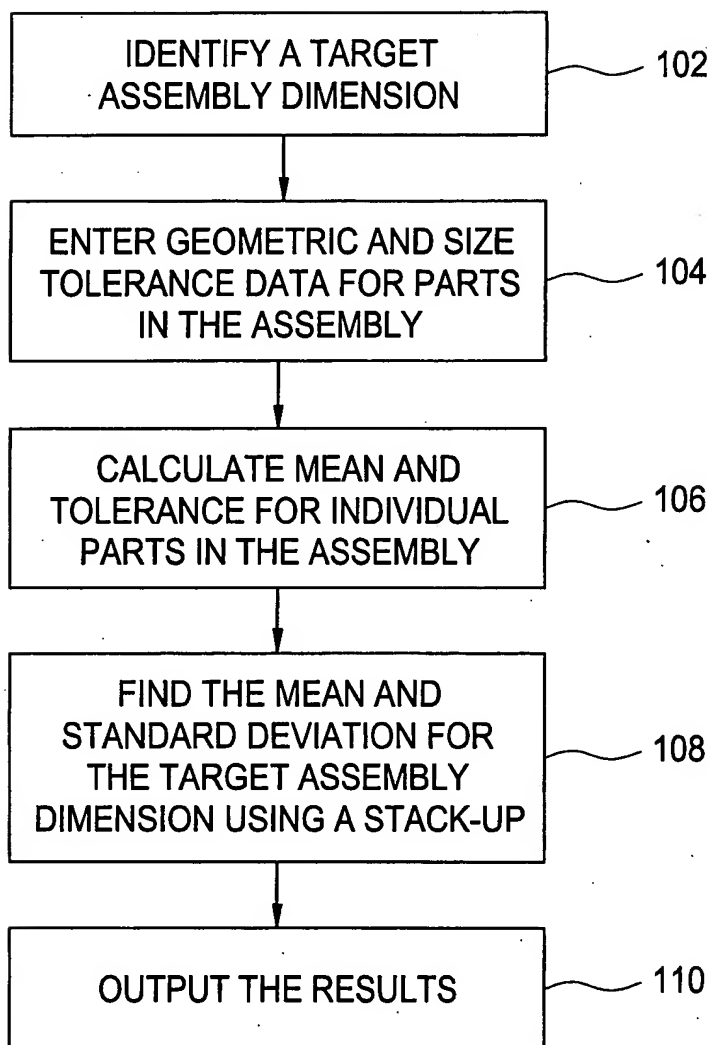 IDENTIFY A TARGET
ASSEMBLY DIMENSION
102
ENTER GEOMETRIC AND SIZE
TOLERANCE DATA FOR PARTS
IN THE ASSEMBLY
104
CALCULATE MEAN AND
TOLERANCE FOR INDIVIDUAL
PARTS IN THE ASSEMBLY
106
FIND THE MEAN AND
STANDARD DEVIATION FOR
THE TARGET ASSEMBLY
DIMENSION USING A STACK-UP
108
OUTPUT THE RESULTS
110